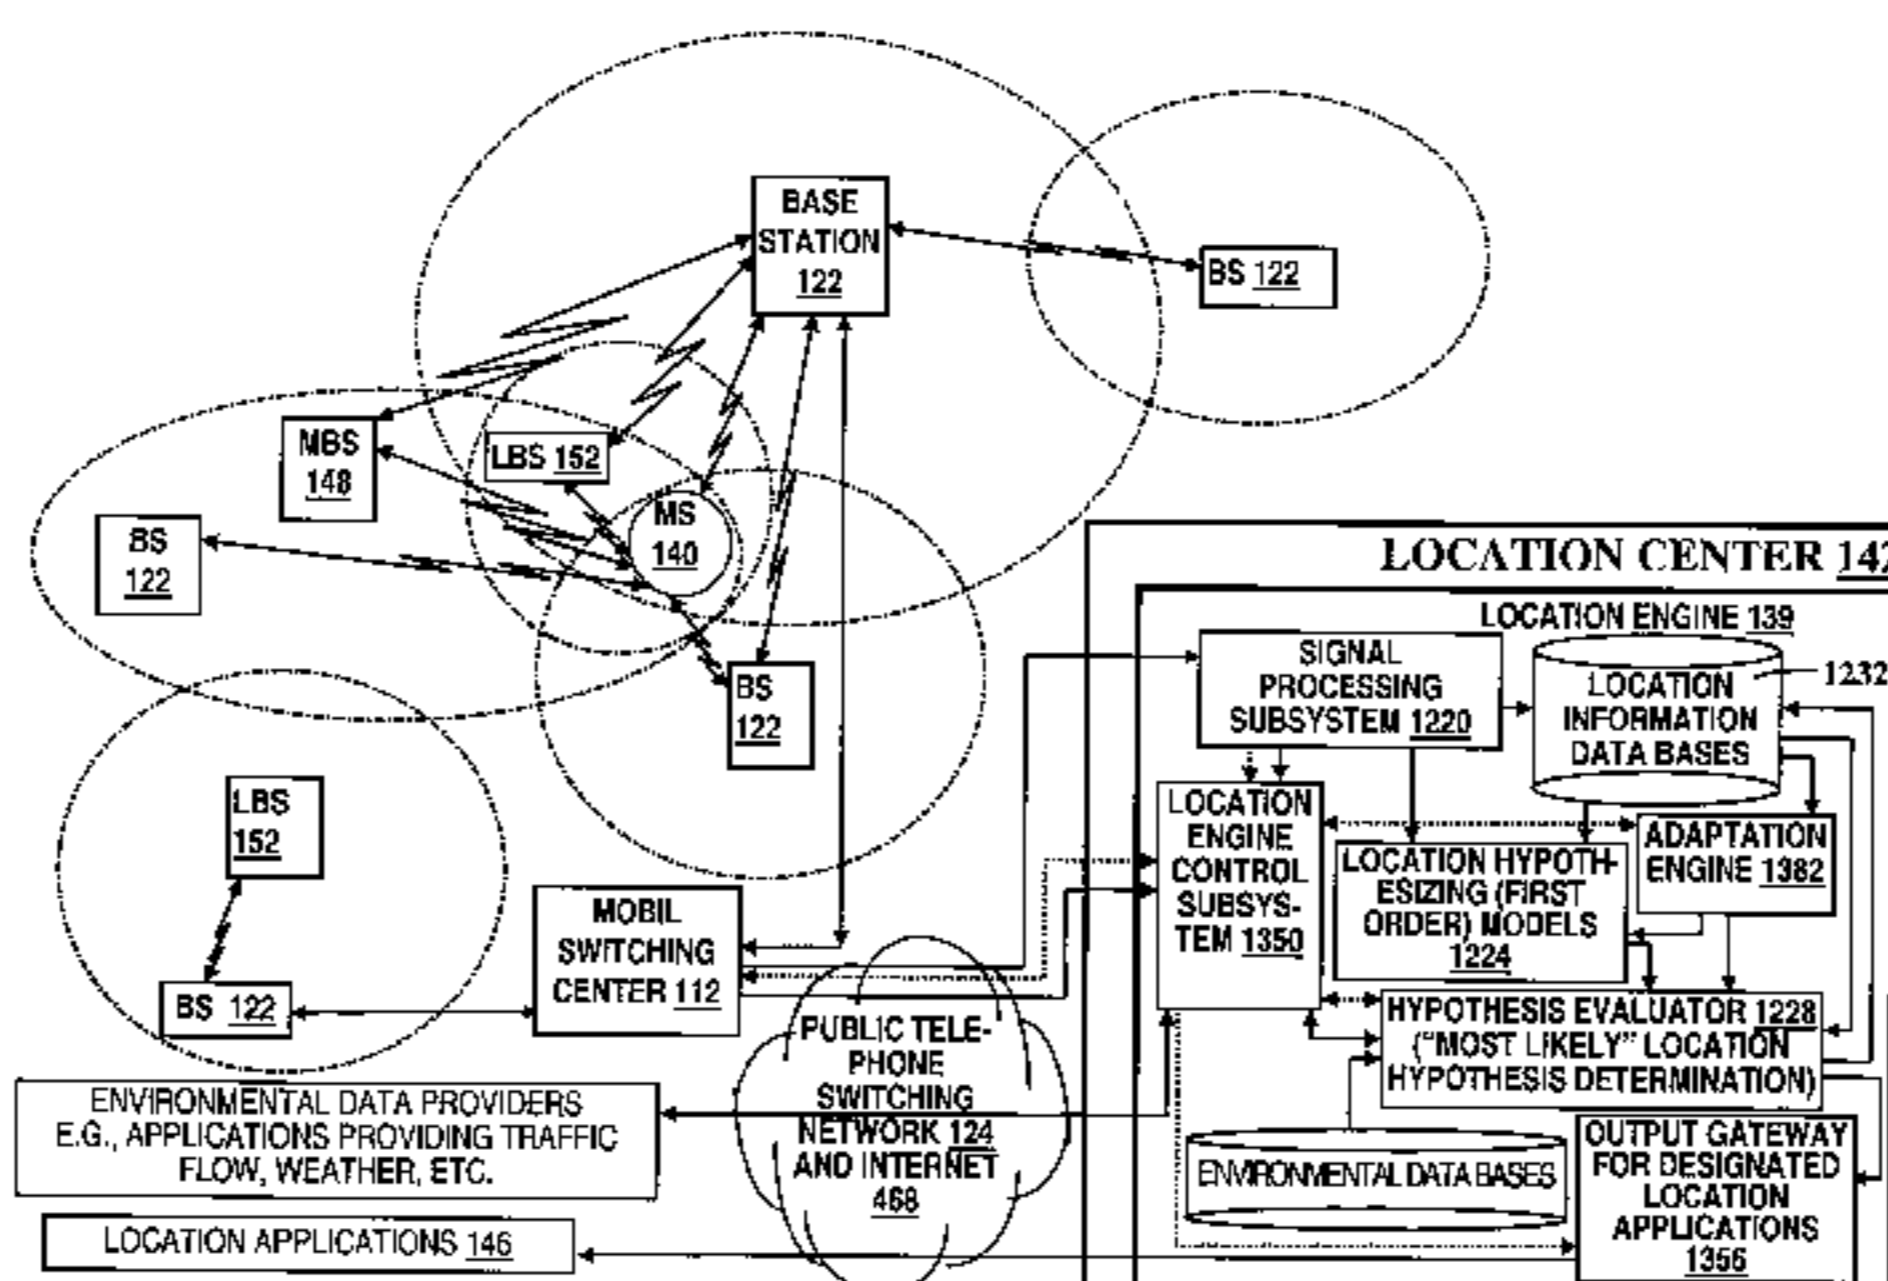 BASE
STATION
122
BS 122
MBS
148
LBS 152
MS
140
BS
122
BS
122
LBS
152
BS 122
MOBIL
SWITCHING
CENTER 112
PUBLIC TELE-
PHONE
SWITCHING
NETWORK 124
AND INTERNET
468
ENVIRONMENTAL DATA PROVIDERS
E.G., APPLICATIONS PROVIDING TRAFFIC
FLOW, WEATHER, ETC.
LOCATION APPLICATIONS 146
LOCATION CENTER 142
LOCATION ENGINE 139
SIGNAL
PROCESSING
SUBSYSTEM 1220
LOCATION
INFORMATION
DATA BASES
1232
LOCATION
ENGINE
CONTROL
SUBSYS-
TEM 1350
LOCATION HYPOTH-
ESIZING (FIRST
ORDER) MODELS
1224
ADAPTATION
ENGINE 1382
HYPOTHESIS EVALUATOR 1228
("MOST LIKELY" LOCATION
HYPOTHESIS DETERMINATION)
ENVIRONMENTAL DATA BASES
OUTPUT GATEWAY
FOR DESIGNATED
LOCATION
APPLICATIONS
1356